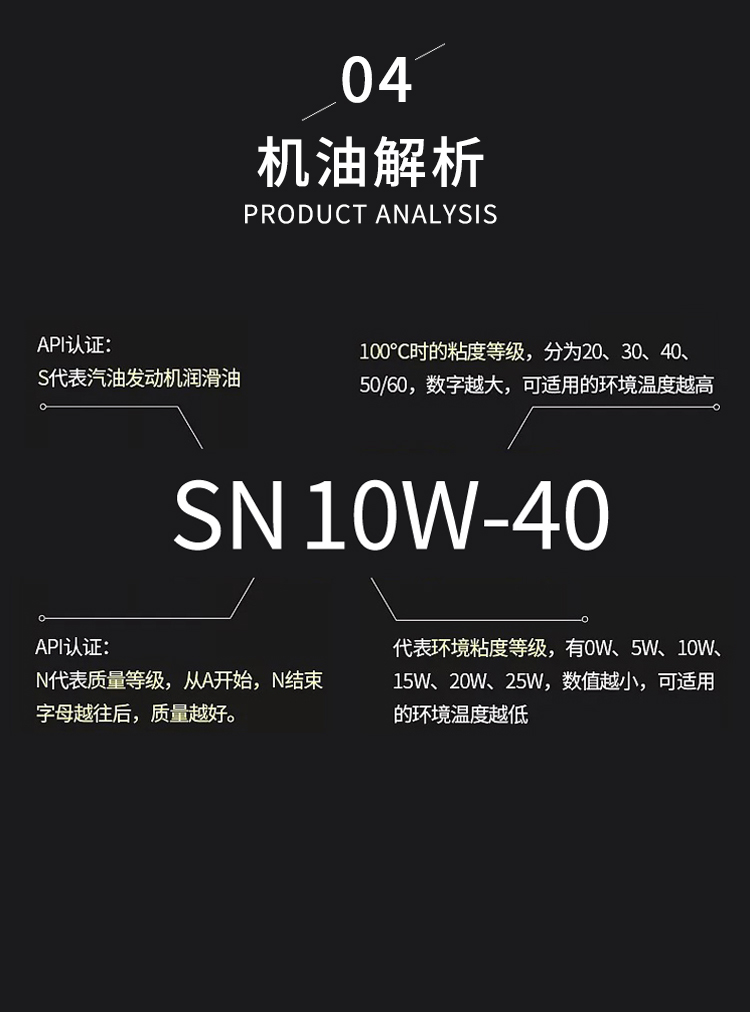 04
机油解析
PRODUCT ANALYSIS
API认证：
S代表汽油发动机润滑油
100℃时的粘度等级，分为20、30、40、
50/60，数字越大，可适用的环境温度越高
SN 10W-40
API认证：
N代表质量等级，从A开始，N结束
字母越往后，质量越好。
代表环境粘度等级，有0W、5W、10W、
15W、20W、25W，数值越小，可适用
的环境温度越低